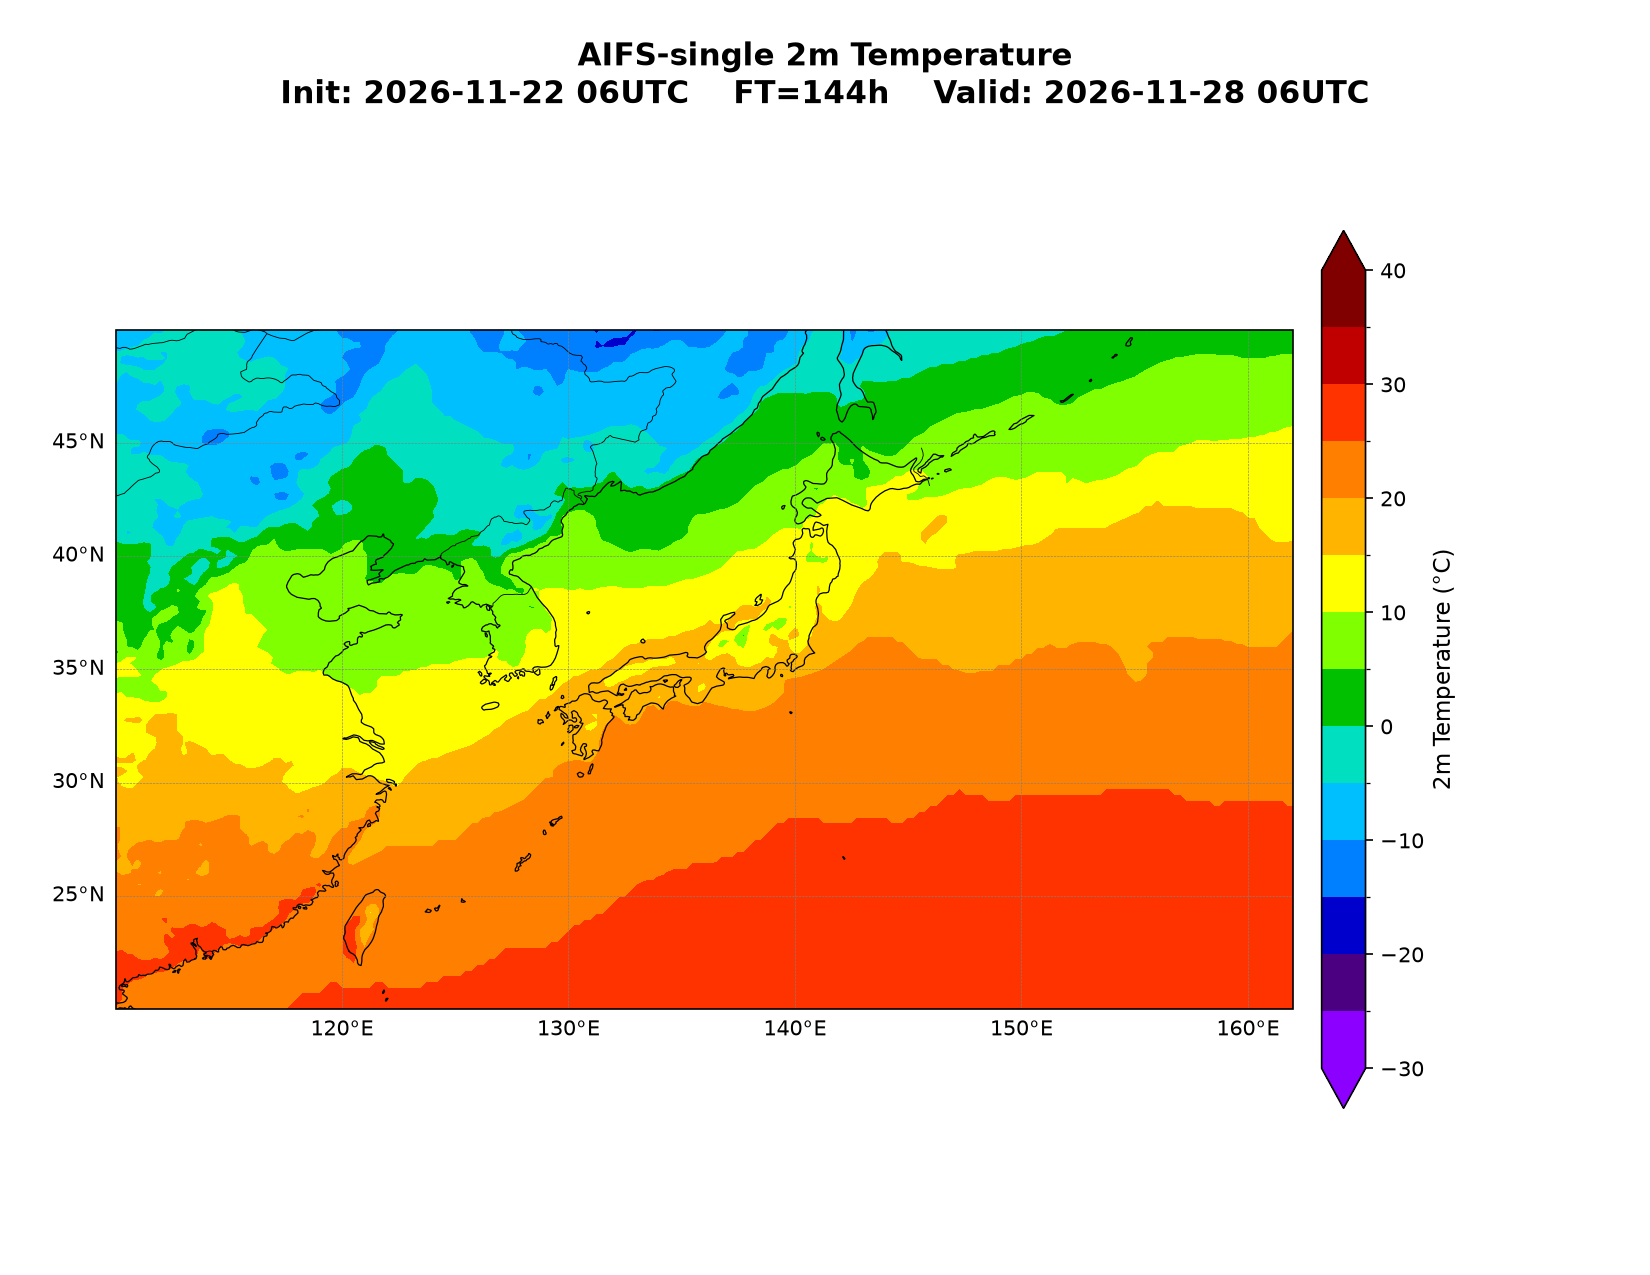 AIFS-single 2m Temperature
Init: 2026-11-22 06UTC    FT=144h    Valid: 2026-11-28 06UTC
45°N
40°N
35°N
30°N
25°N
120°E
130°E
140°E
150°E
160°E
40
30
20
10
0
−10
−20
−30
2m Temperature (°C)